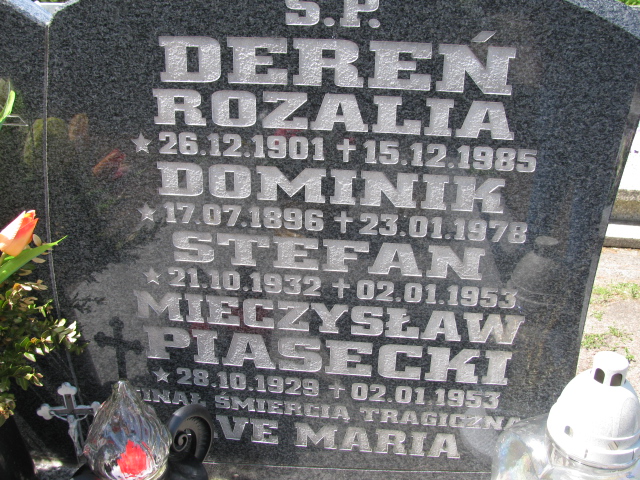 Ś.P.
DEREŃ
ROZALIA
★ 26.12.1901 + 15.12.1985
DOMINIK
★ 17.07.1896 + 23.01.1978
STEFAN
★ 21.10.1932 + 02.01.1953
MIECZYSŁAW
PIASECKI
★ 28.10.1929 + 02.01.1953
ŚMIERCIĄ TRAGICZNĄ
AVE MARIA